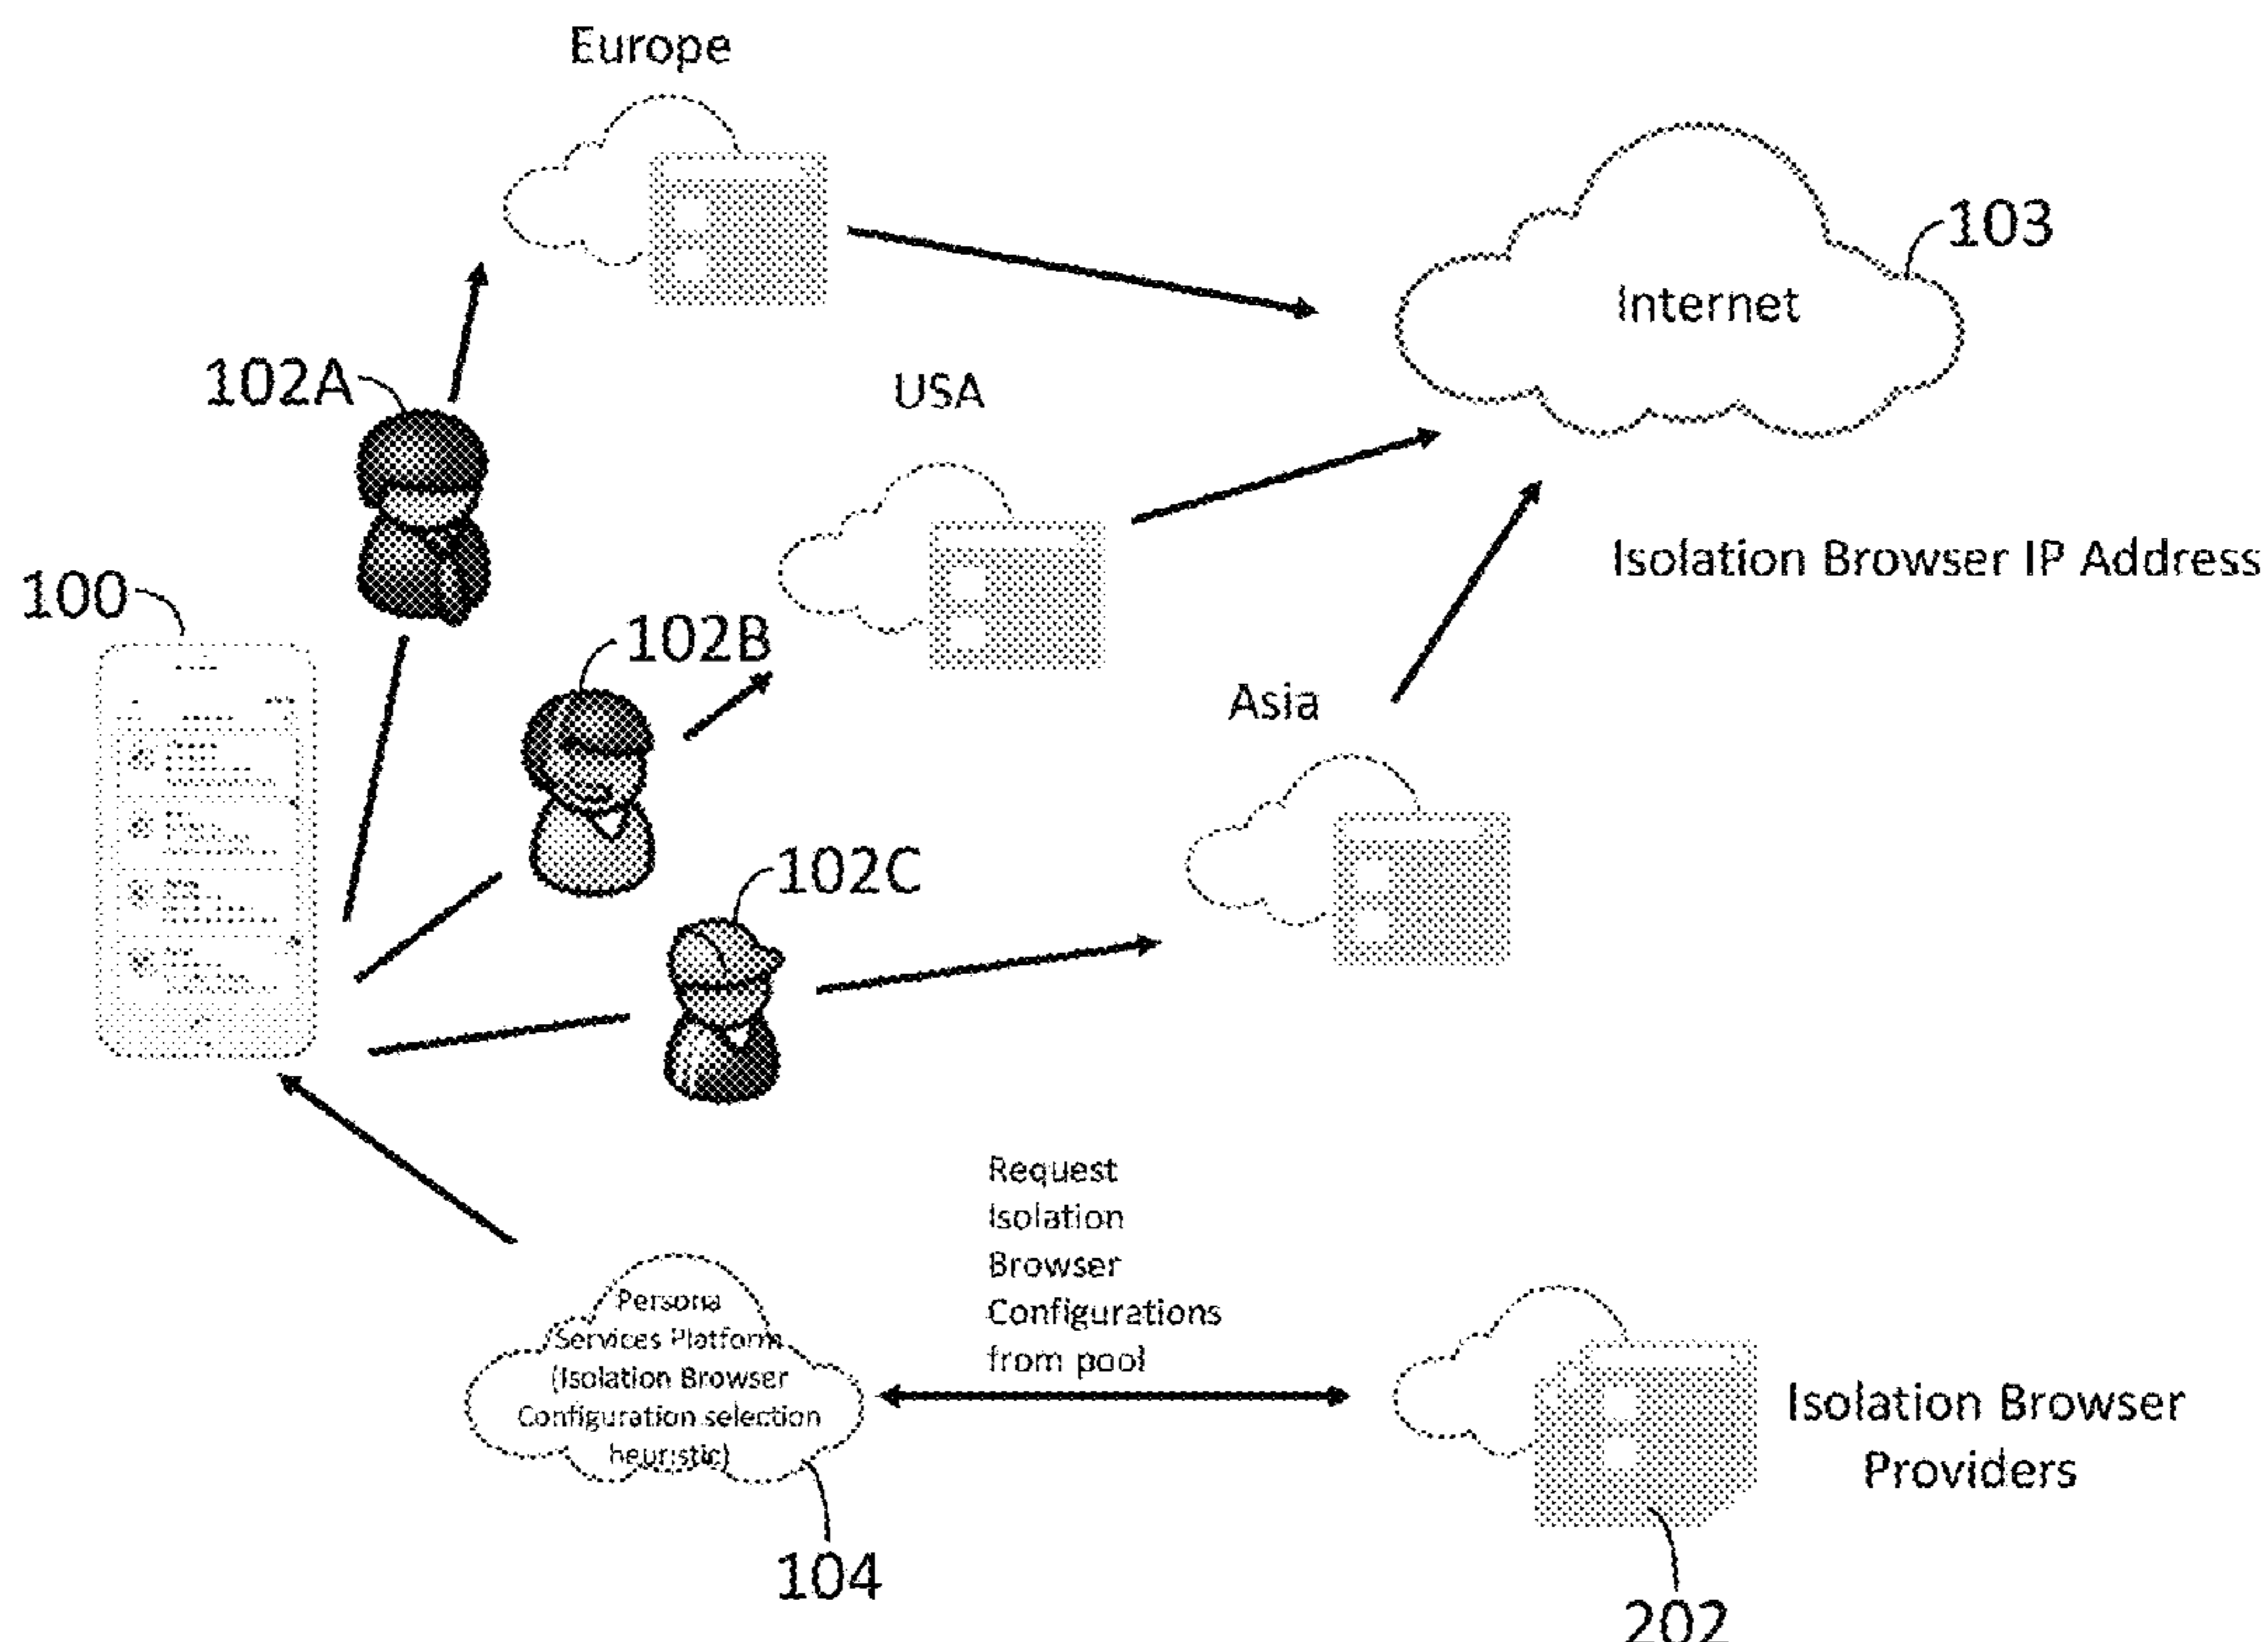 Europe
103
Internet
102A
USA
Isolation Browser IP Address
100
102B
Asia
102C
Request
Isolation
Browser
Configurations
from pool
Persona
Services Platform
(Isolation Browser
Configuration selection
heuristic)
Isolation Browser
Providers
104
202